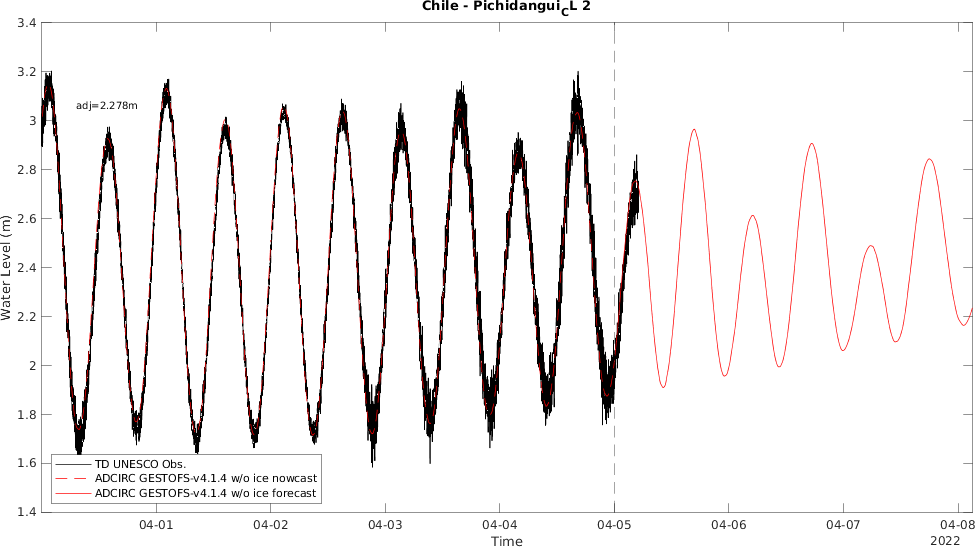 Chile - Pichidangui_CL 2
3.4
3.2
3
2.8
2.6
2.4
2.2
2
1.8
1.6
1.4
Water Level (m)
adj=2.278m
TD UNESCO Obs.
ADCIRC GESTOFS-v4.1.4 w/o ice nowcast
ADCIRC GESTOFS-v4.1.4 w/o ice forecast
04-01 04-02 04-03 04-04 04-05 04-06 04-07 04-08
Time
2022